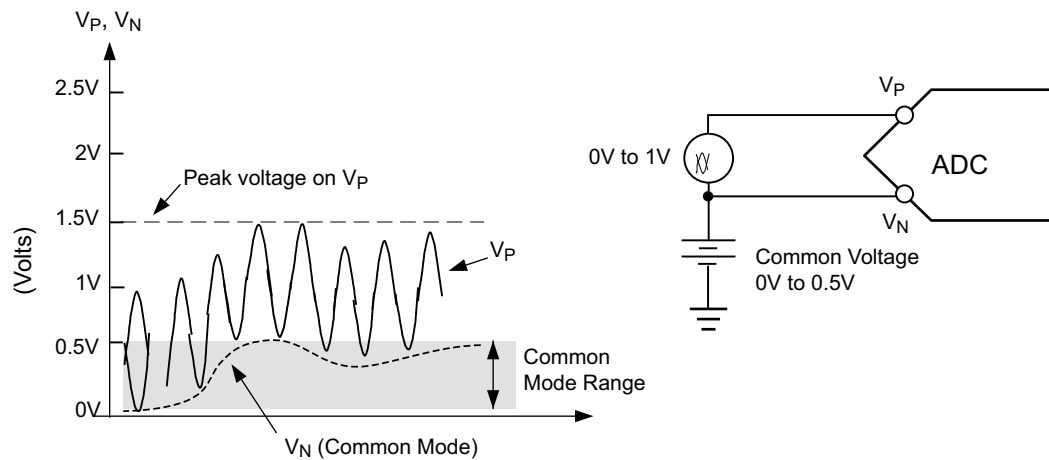 VP, VN
2.5V
2V
Peak voltage on VP
1.5V
VP
1V
(Volts)
0.5V
Common
Mode Range
0V
VN (Common Mode)
VP
0V to 1V
ADC
VN
Common Voltage
0V to 0.5V